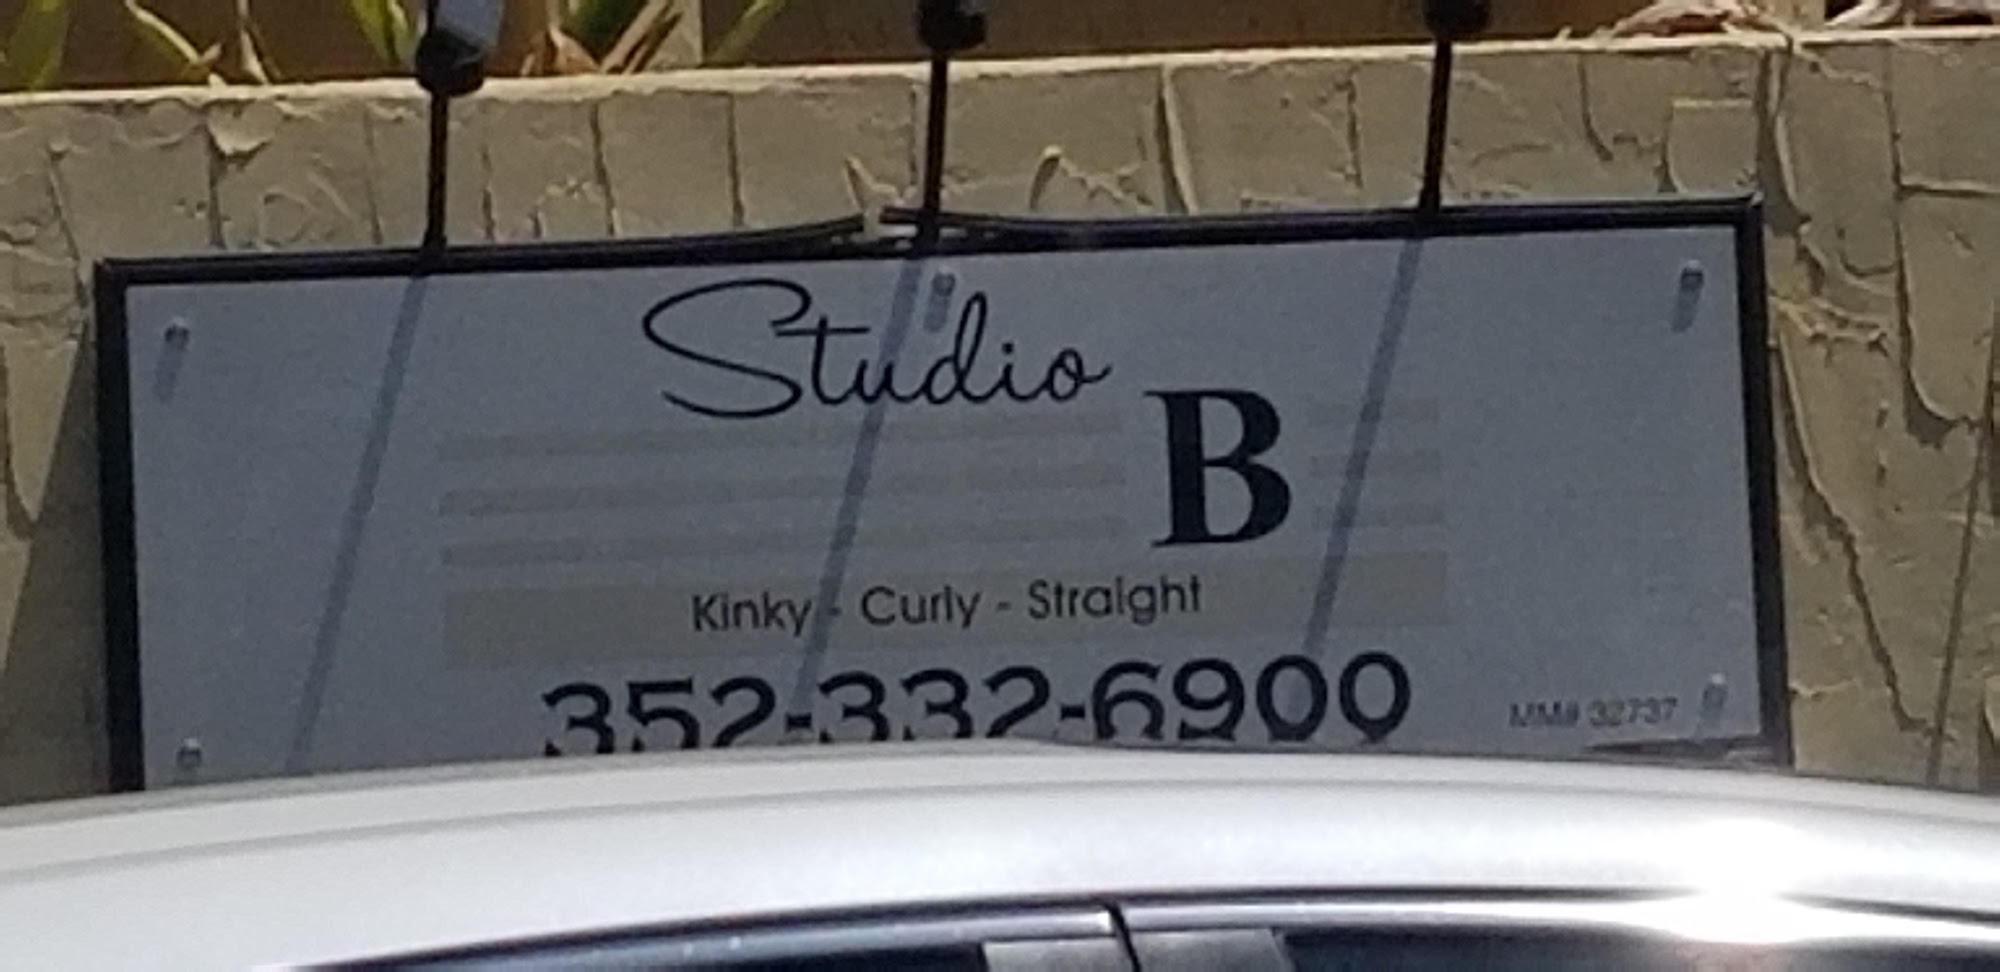 Studio
B
Kinky - Curly - Straight
352-332-6900
MM# 32737